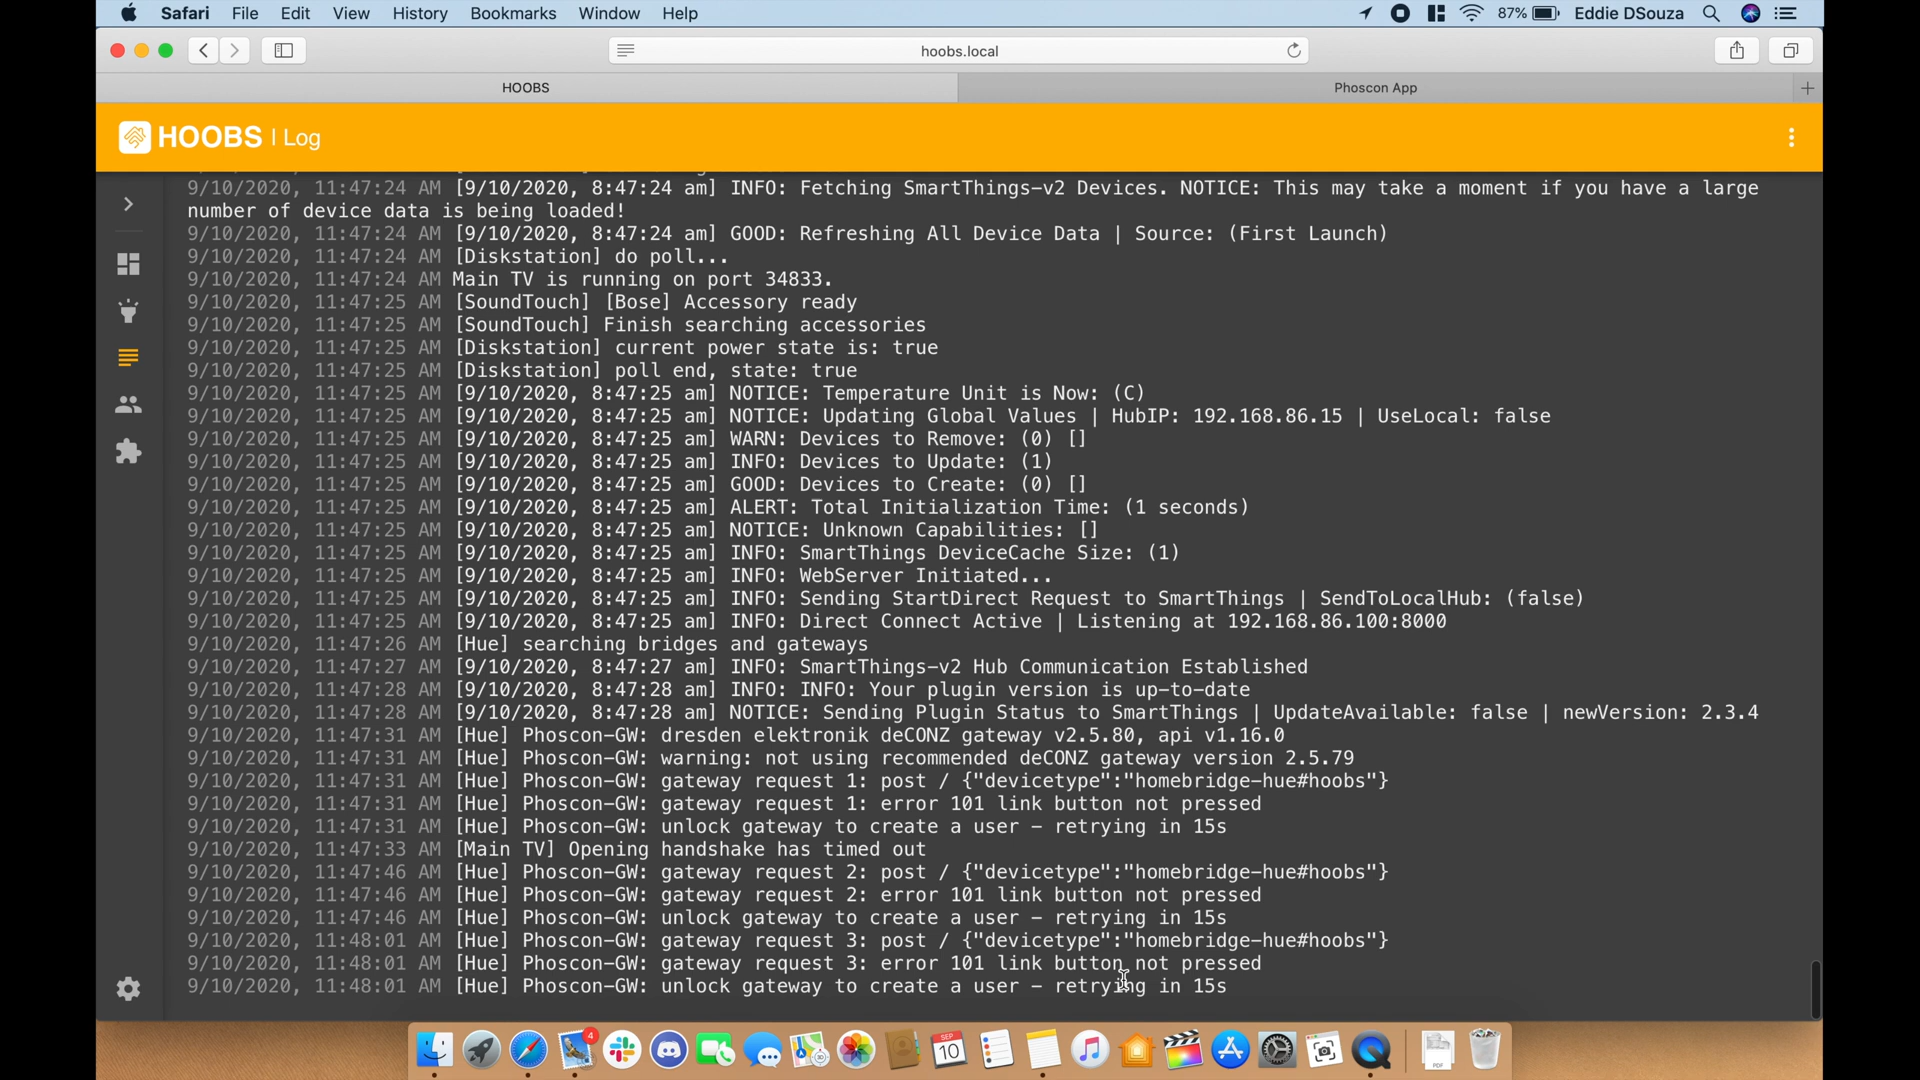 Safari File Edit View History Bookmarks Window Help 87% Eddie DSouza
hoobs.local
HOOBS Phoscon App
HOOBS | Log
9/10/2020, 11:47:24 AM [9/10/2020, 8:47:24 am] INFO: Fetching SmartThings-v2 Devices. NOTICE: This may take a moment if you have a large
number of device data is being loaded!
9/10/2020, 11:47:24 AM [9/10/2020, 8:47:24 am] GOOD: Refreshing All Device Data | Source: (First Launch)
9/10/2020, 11:47:24 AM [Diskstation] do poll...
9/10/2020, 11:47:24 AM Main TV is running on port 34833.
9/10/2020, 11:47:25 AM [SoundTouch] [Bose] Accessory ready
9/10/2020, 11:47:25 AM [SoundTouch] Finish searching accessories
9/10/2020, 11:47:25 AM [Diskstation] current power state is: true
9/10/2020, 11:47:25 AM [Diskstation] poll end, state: true
9/10/2020, 11:47:25 AM [9/10/2020, 8:47:25 am] NOTICE: Temperature Unit is Now: (C)
9/10/2020, 11:47:25 AM [9/10/2020, 8:47:25 am] NOTICE: Updating Global Values | HubIP: 192.168.86.15 | UseLocal: false
9/10/2020, 11:47:25 AM [9/10/2020, 8:47:25 am] WARN: Devices to Remove: (0) []
9/10/2020, 11:47:25 AM [9/10/2020, 8:47:25 am] INFO: Devices to Update: (1)
9/10/2020, 11:47:25 AM [9/10/2020, 8:47:25 am] GOOD: Devices to Create: (0) []
9/10/2020, 11:47:25 AM [9/10/2020, 8:47:25 am] ALERT: Total Initialization Time: (1 seconds)
9/10/2020, 11:47:25 AM [9/10/2020, 8:47:25 am] NOTICE: Unknown Capabilities: []
9/10/2020, 11:47:25 AM [9/10/2020, 8:47:25 am] INFO: SmartThings DeviceCache Size: (1)
9/10/2020, 11:47:25 AM [9/10/2020, 8:47:25 am] INFO: WebServer Initiated...
9/10/2020, 11:47:25 AM [9/10/2020, 8:47:25 am] INFO: Sending StartDirect Request to SmartThings | SendToLocalHub: (false)
9/10/2020, 11:47:25 AM [9/10/2020, 8:47:25 am] INFO: Direct Connect Active | Listening at 192.168.86.100:8000
9/10/2020, 11:47:26 AM [Hue] searching bridges and gateways
9/10/2020, 11:47:27 AM [9/10/2020, 8:47:27 am] INFO: SmartThings-v2 Hub Communication Established
9/10/2020, 11:47:28 AM [9/10/2020, 8:47:28 am] INFO: INFO: Your plugin version is up-to-date
9/10/2020, 11:47:28 AM [9/10/2020, 8:47:28 am] NOTICE: Sending Plugin Status to SmartThings | UpdateAvailable: false | newVersion: 2.3.4
9/10/2020, 11:47:31 AM [Hue] Phoscon-GW: dresden elektronik deCONZ gateway v2.5.80, api v1.16.0
9/10/2020, 11:47:31 AM [Hue] Phoscon-GW: warning: not using recommended deCONZ gateway version 2.5.79
9/10/2020, 11:47:31 AM [Hue] Phoscon-GW: gateway request 1: post / {"devicetype":"homebridge-hue#hoobs"}
9/10/2020, 11:47:31 AM [Hue] Phoscon-GW: gateway request 1: error 101 link button not pressed
9/10/2020, 11:47:31 AM [Hue] Phoscon-GW: unlock gateway to create a user - retrying in 15s
9/10/2020, 11:47:33 AM [Main TV] Opening handshake has timed out
9/10/2020, 11:47:46 AM [Hue] Phoscon-GW: gateway request 2: post / {"devicetype":"homebridge-hue#hoobs"}
9/10/2020, 11:47:46 AM [Hue] Phoscon-GW: gateway request 2: error 101 link button not pressed
9/10/2020, 11:47:46 AM [Hue] Phoscon-GW: unlock gateway to create a user - retrying in 15s
9/10/2020, 11:48:01 AM [Hue] Phoscon-GW: gateway request 3: post / {"devicetype":"homebridge-hue#hoobs"}
9/10/2020, 11:48:01 AM [Hue] Phoscon-GW: gateway request 3: error 101 link button not pressed
9/10/2020, 11:48:01 AM [Hue] Phoscon-GW: unlock gateway to create a user - retrying in 15s
4
SEP
10
3D
PDF